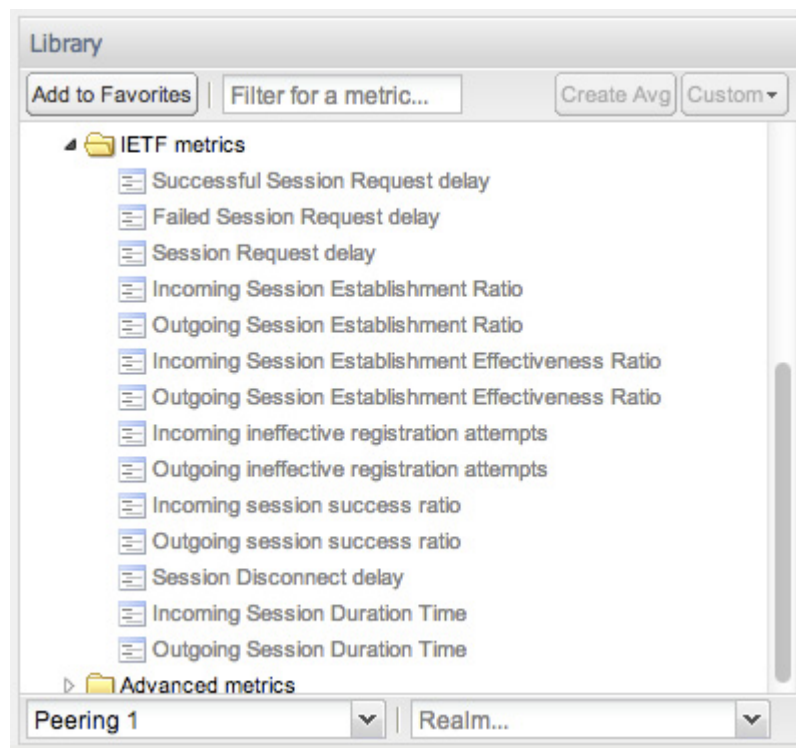 Library
Add to Favorites | Filter for a metric... Create Avg Custom
IETF metrics
Successful Session Request delay
Failed Session Request delay
Session Request delay
Incoming Session Establishment Ratio
Outgoing Session Establishment Ratio
Incoming Session Establishment Effectiveness Ratio
Outgoing Session Establishment Effectiveness Ratio
Incoming ineffective registration attempts
Outgoing ineffective registration attempts
Incoming session success ratio
Outgoing session success ratio
Session Disconnect delay
Incoming Session Duration Time
Outgoing Session Duration Time
Advanced metrics
Peering 1 | Realm...